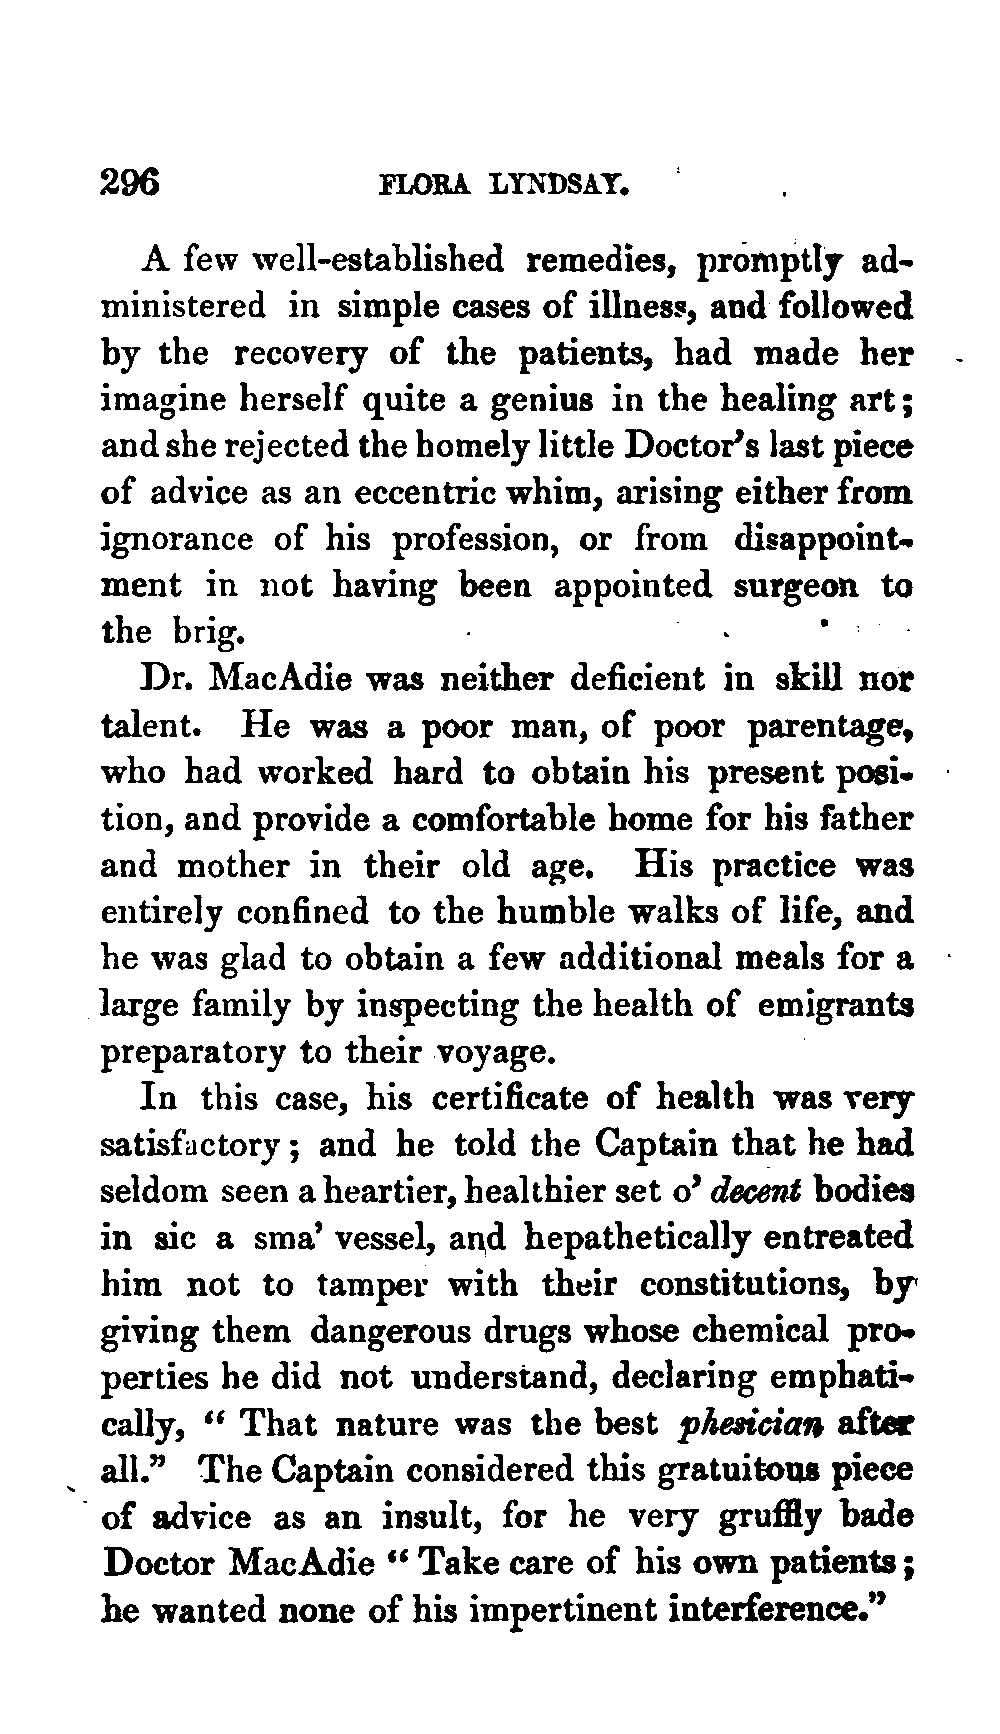 296 FLORA LYNDSAY.
A few well-established remedies, promptly ad-
ministered in simple cases of illness, and followed
by the recovery of the patients, had made her
imagine herself quite a genius in the healing art;
and she rejected the homely little Doctor's last piece
of advice as an eccentric whim, arising either from
ignorance of his profession, or from disappoint-
ment in not having been appointed surgeon to
the brig.
Dr. MacAdie was neither deficient in skill nor
talent. He was a poor man, of poor parentage,
who had worked hard to obtain his present posi-
tion, and provide a comfortable home for his father
and mother in their old age. His practice was
entirely confined to the humble walks of life, and
he was glad to obtain a few additional meals for a
large family by inspecting the health of emigrants
preparatory to their voyage.
In this case, his certificate of health was very
satisfactory; and he told the Captain that he had
seldom seen a heartier, healthier set o' decent bodies
in sic a sma' vessel, and hepathetically entreated
him not to tamper with their constitutions, by
giving them dangerous drugs whose chemical pro-
perties he did not understand, declaring emphati-
cally, "That nature was the best phesician after
all." The Captain considered this gratuitous piece
of advice as an insult, for he very gruffly bade
Doctor MacAdie "Take care of his own patients;
he wanted none of his impertinent interference."